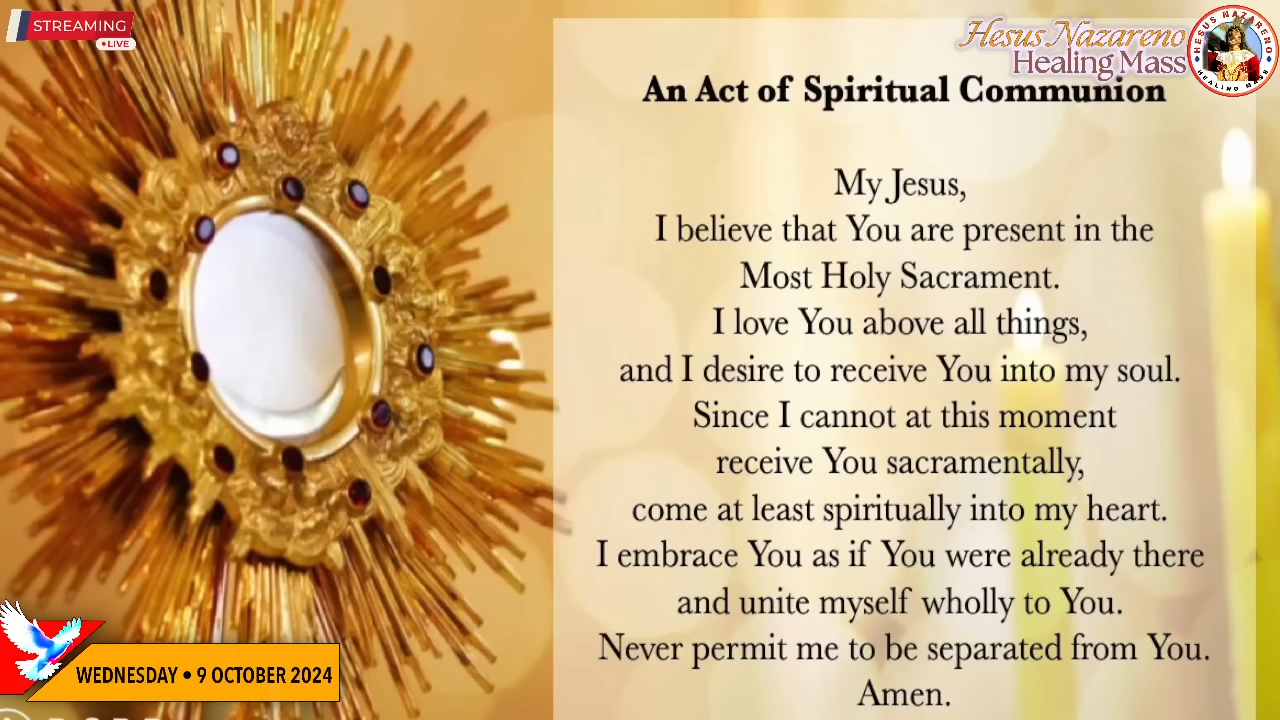 STREAMING
• LIVE
Hesus Nazareno
Healing Mass
HESUS NAZARENO
HEALING MASS
An Act of Spiritual Communion
My Jesus,
I believe that You are present in the
Most Holy Sacrament.
I love You above all things,
and I desire to receive You into my soul.
Since I cannot at this moment
receive You sacramentally,
come at least spiritually into my heart.
I embrace You as if You were already there
and unite myself wholly to You.
Never permit me to be separated from You.
Amen.
WEDNESDAY • 9 OCTOBER 2024